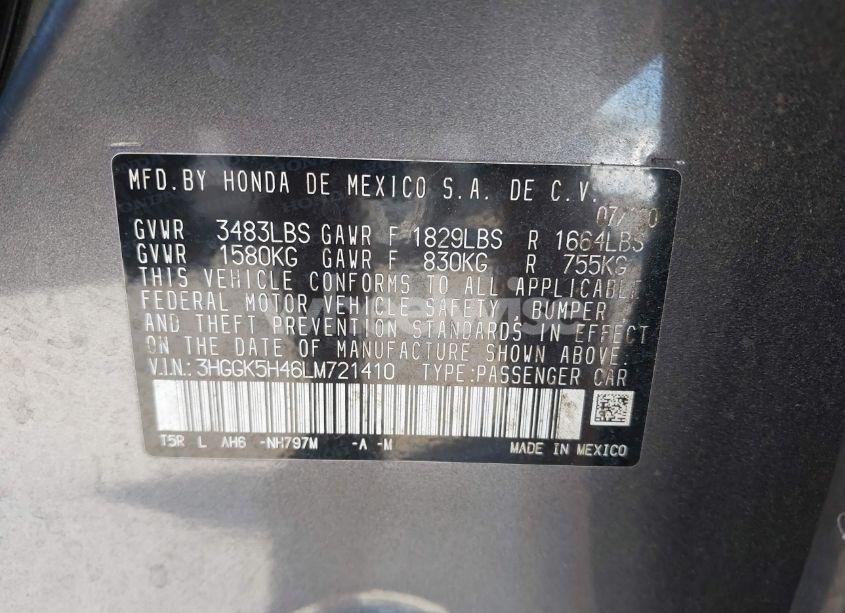 MFD.BY HONDA DE MEXICO S.A. DE C.V.
GVWR 3483LBS GAWR F 1829LBS R 1664LBS
GVWR 1580KG GAWR F 830KG R 755KG
THIS VEHICLE CONFORMS TO ALL APPLICABLE
FEDERAL MOTOR VEHICLE SAFETY, BUMPER
AND THEFT PREVENTION STANDARDS IN EFFECT
ON THE DATE OF MANUFACTURE SHOWN ABOVE.
V.I.N.: 3HGGK5H46LM721410 TYPE:PASSENGER CAR
T5R L AH6 -NH797M -A -M MADE IN MEXICO